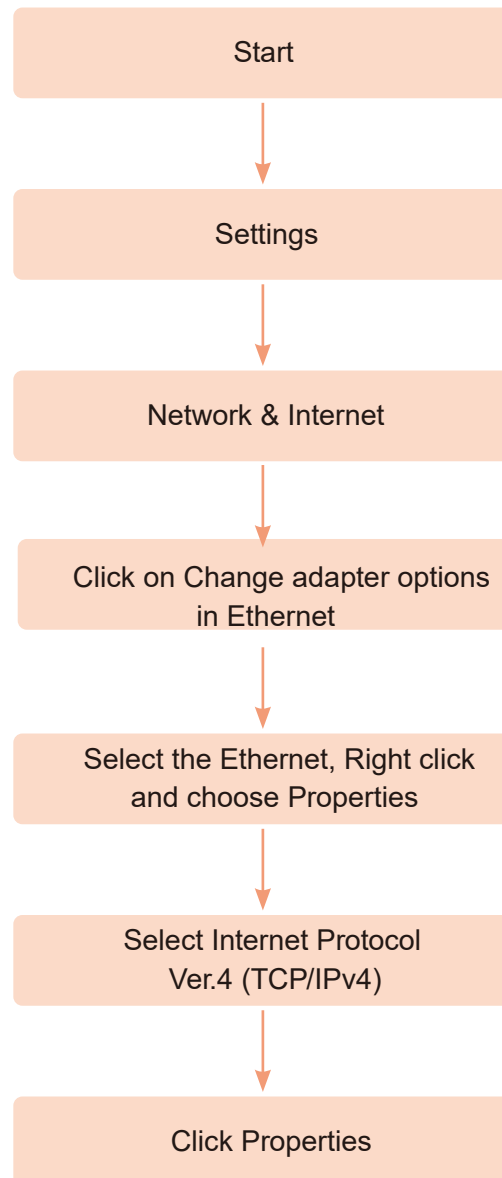 Start
Settings
Network & Internet
Click on Change adapter options
in Ethernet
Select the Ethernet, Right click
and choose Properties
Select Internet Protocol
Ver.4 (TCP/IPv4)
Click Properties